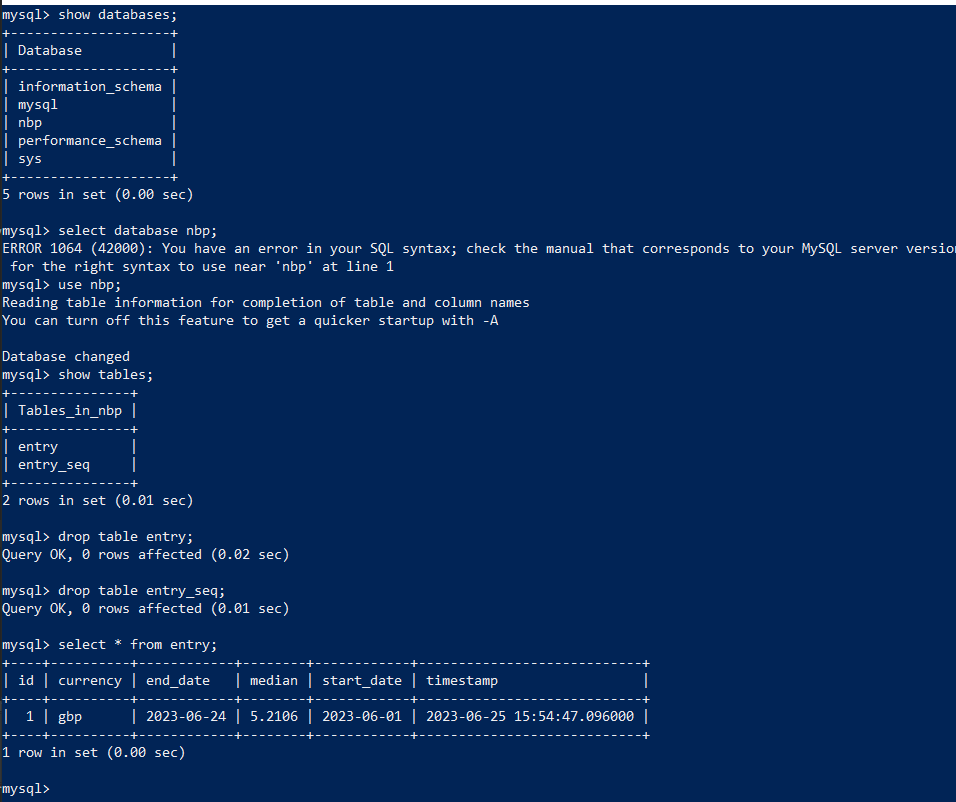 mysql> show databases;
+--------------------+
| Database           |
+--------------------+
| information_schema |
| mysql              |
| nbp                |
| performance_schema |
| sys                |
+--------------------+
5 rows in set (0.00 sec)
mysql> select database nbp;
ERROR 1064 (42000): You have an error in your SQL syntax; check the manual that corresponds to your MySQL server versio
 for the right syntax to use near 'nbp' at line 1
mysql> use nbp;
Reading table information for completion of table and column names
You can turn off this feature to get a quicker startup with -A
Database changed
mysql> show tables;
+---------------+
| Tables_in_nbp |
+---------------+
| entry         |
| entry_seq     |
+---------------+
2 rows in set (0.01 sec)
mysql> drop table entry;
Query OK, 0 rows affected (0.02 sec)
mysql> drop table entry_seq;
Query OK, 0 rows affected (0.01 sec)
mysql> select * from entry;
+----+----------+------------+--------+------------+----------------------------+
| id | currency | end_date   | median | start_date | timestamp                  |
+----+----------+------------+--------+------------+----------------------------+
|  1 | gbp      | 2023-06-24 | 5.2106 | 2023-06-01 | 2023-06-25 15:54:47.096000 |
+----+----------+------------+--------+------------+----------------------------+
1 row in set (0.00 sec)
mysql>